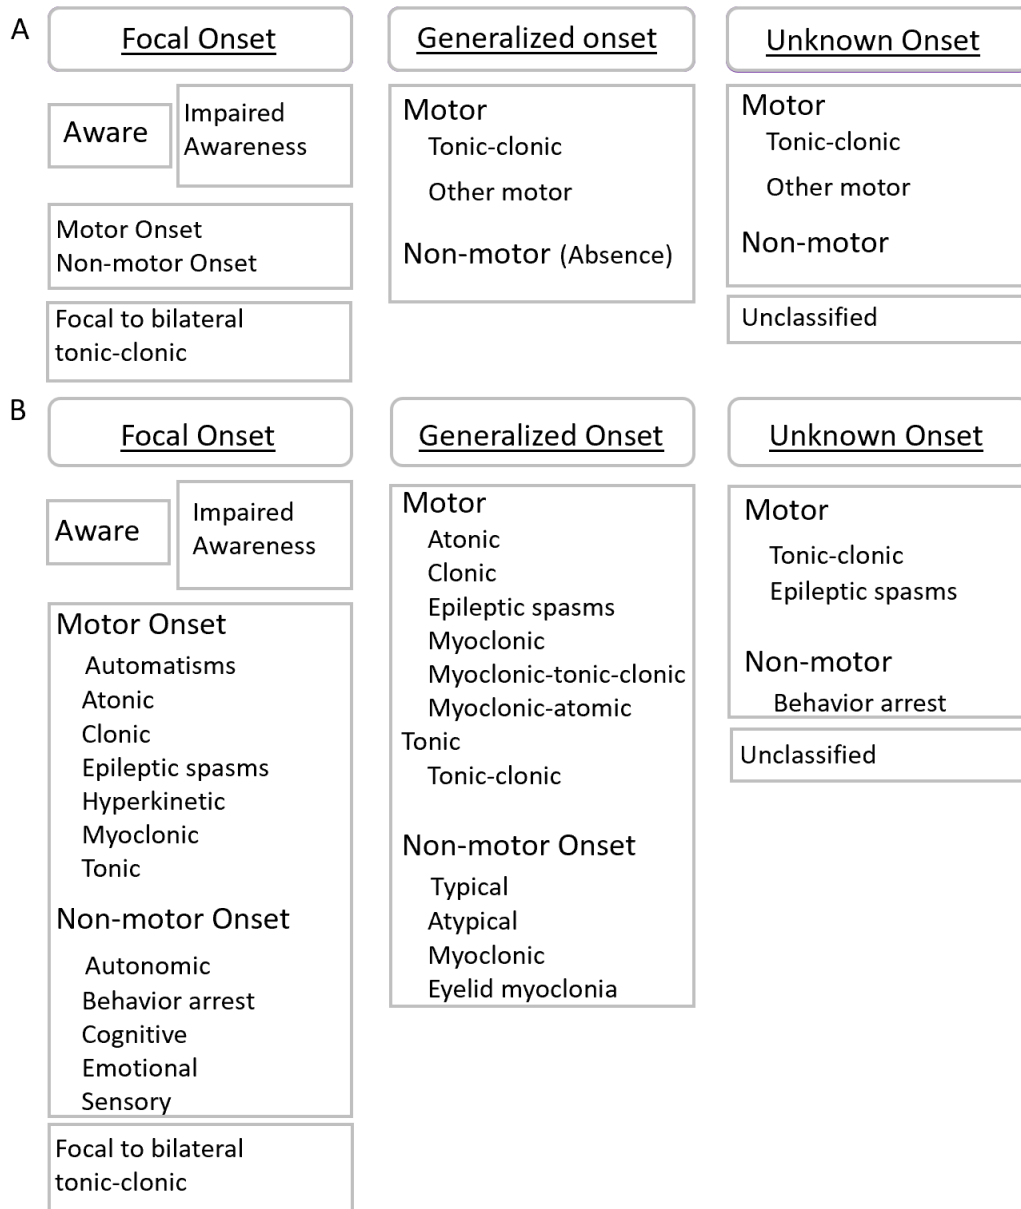 A
Focal Onset
Aware
Impaired
Awareness
Motor Onset
Non-motor Onset
Focal to bilateral
tonic-clonic
Generalized onset
Motor
Tonic-clonic
Other motor
Non-motor (Absence)
Unknown Onset
Motor
Tonic-clonic
Other motor
Non-motor
Unclassified
B
Focal Onset
Aware
Impaired
Awareness
Motor Onset
Automatisms
Atonic
Clonic
Epileptic spasms
Hyperkinetic
Myoclonic
Tonic
Non-motor Onset
Autonomic
Behavior arrest
Cognitive
Emotional
Sensory
Focal to bilateral
tonic-clonic
Generalized Onset
Motor
Atonic
Clonic
Epileptic spasms
Myoclonic
Myoclonic-tonic-clonic
Myoclonic-atomic
Tonic
Tonic-clonic
Non-motor Onset
Typical
Atypical
Myoclonic
Eyelid myoclonia
Unknown Onset
Motor
Tonic-clonic
Epileptic spasms
Non-motor
Behavior arrest
Unclassified